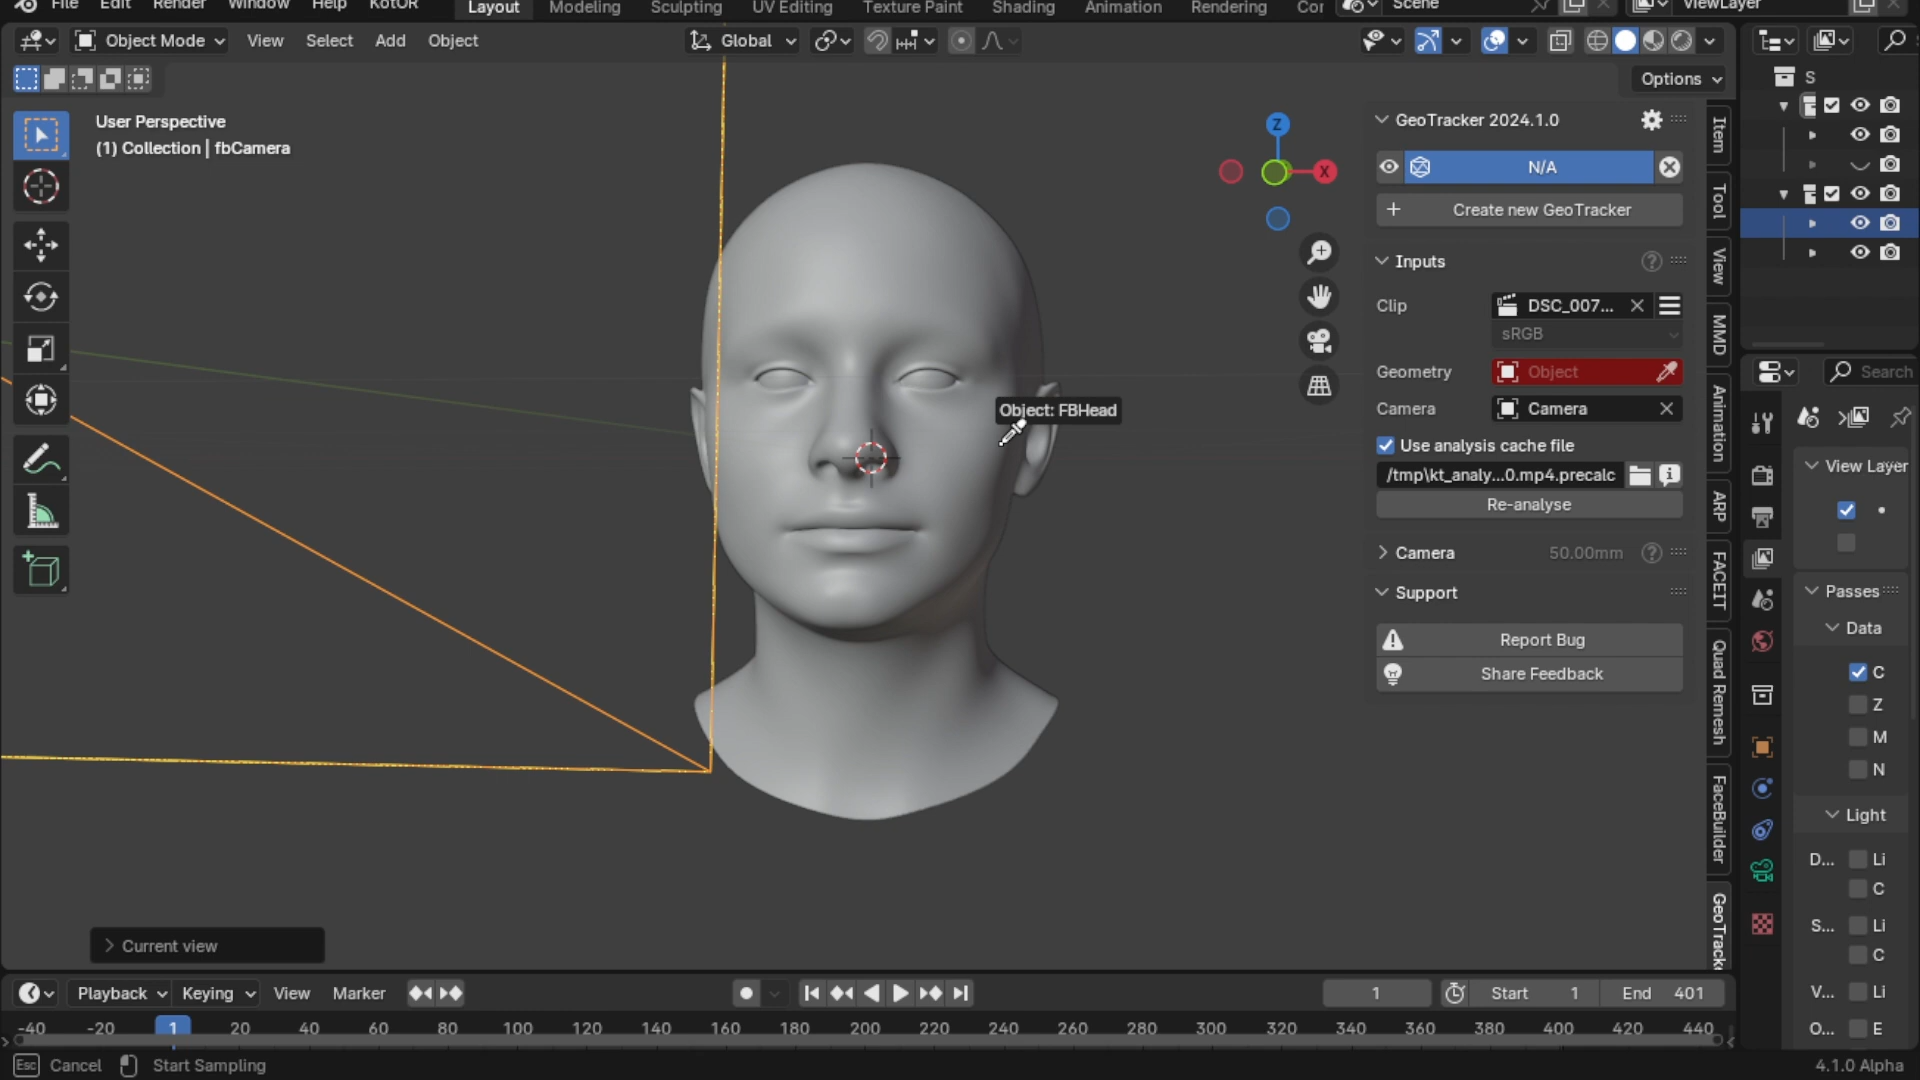 File Edit Render Window Help KotOR Layout Modeling Sculpting UV Editing Texture Paint Shading Animation Rendering Scene ViewLayer
Object Mode View Select Add Object Global
Options
User Perspective
(1) Collection | fbCamera
Z
X
Object: FBHead
Current view
GeoTracker 2024.1.0
N/A
Create new GeoTracker
Inputs
Clip DSC_007...
sRGB
Geometry Object
Camera Camera
Use analysis cache file
/tmp\kt_analy...0.mp4.precalc
Re-analyse
Camera 50.00mm
Support
Report Bug
Share Feedback
Item
Tool
View
MMD
Animation
ARP
FACEIT
Quad Remesh
FaceBuilder
GeoTracke
S
Search
View Layer
Passes
Data
C
Z
M
N
Light
D... Li
C
S... Li
C
V... Li
O... E
Playback Keying View Marker 1 Start 1 End 401
-40 -20 1 20 40 60 80 100 120 140 160 180 200 220 240 260 280 300 320 340 360 380 400 420 440
Esc Cancel Start Sampling 4.1.0 Alpha